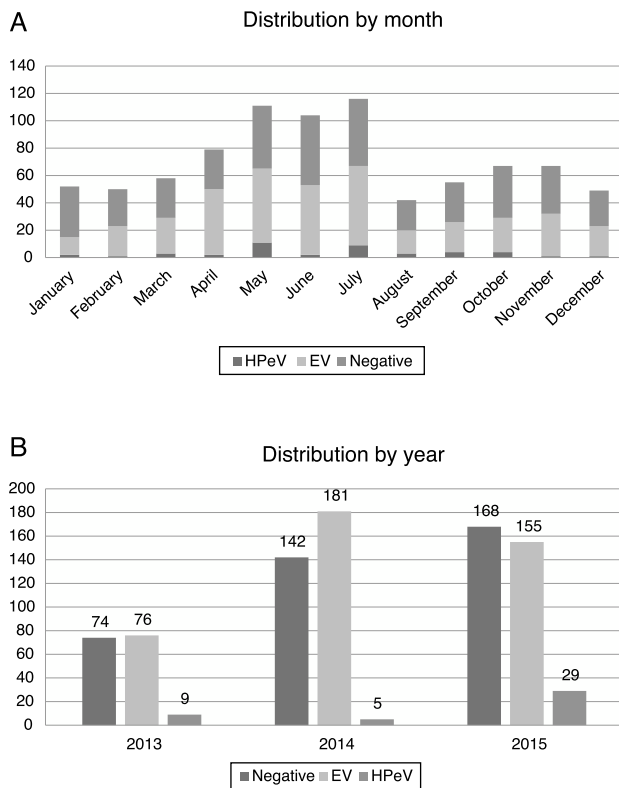 A
Distribution by month
140
120
100
80
60
40
20
0
January February March April May June July August September October November December
HPeV EV Negative
B
Distribution by year
200
180
160
140
120
100
80
60
40
20
0
74 76 9 142 181 5 168 155 29
2013 2014 2015
Negative EV HPeV